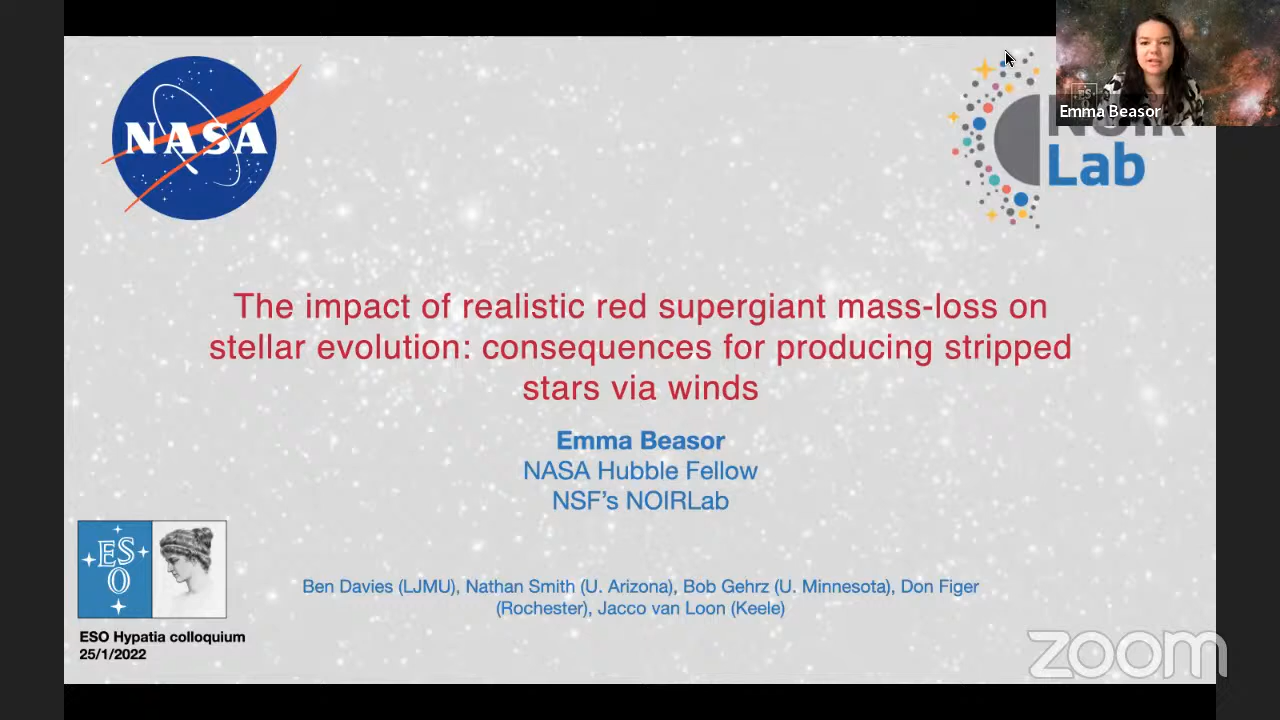 NASA
NOIR
Lab
Emma Beasor
The impact of realistic red supergiant mass-loss on
stellar evolution: consequences for producing stripped
stars via winds
Emma Beasor
NASA Hubble Fellow
NSF's NOIRLab
ES
O
Ben Davies (LJMU), Nathan Smith (U. Arizona), Bob Gehrz (U. Minnesota), Don Figer
(Rochester), Jacco van Loon (Keele)
ESO Hypatia colloquium
25/1/2022
zoom